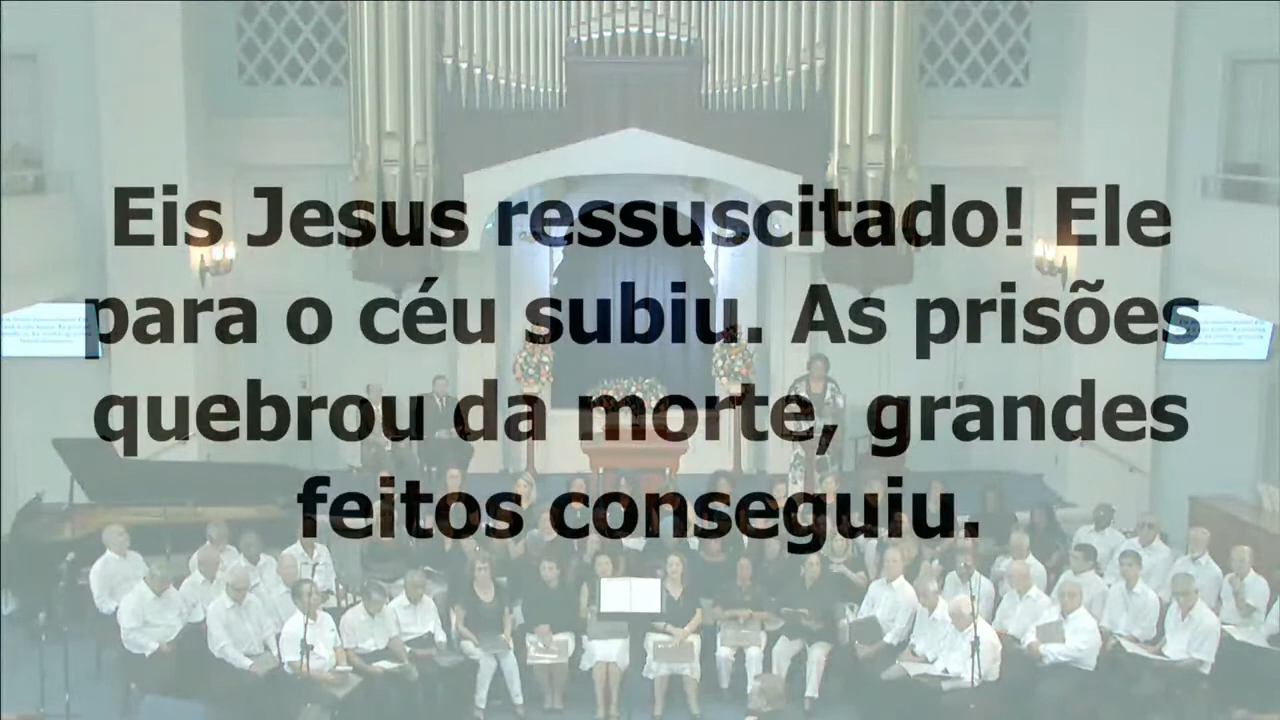 Eis Jesus ressuscitado! Ele
para o céu subiu. As prisões
quebrou da morte, grandes
feitos conseguiu.